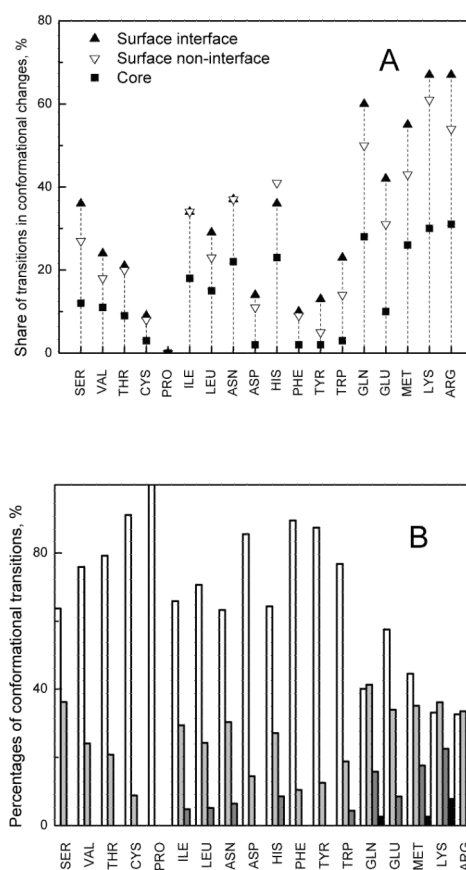 80
Surface interface
Surface non-interface
Core
A
60
40
20
0
Share of transitions in conformational changes, %
SER
VAL
THR
CYS
PRO
ILE
LEU
ASN
ASP
HIS
PHE
TYR
TRP
GLN
GLU
MET
LYS
ARG
B
80
40
0
Percentages of conformational transitions, %
SER
VAL
THR
CYS
PRO
ILE
LEU
ASN
ASP
HIS
PHE
TYR
TRP
GLN
GLU
MET
LYS
ARG